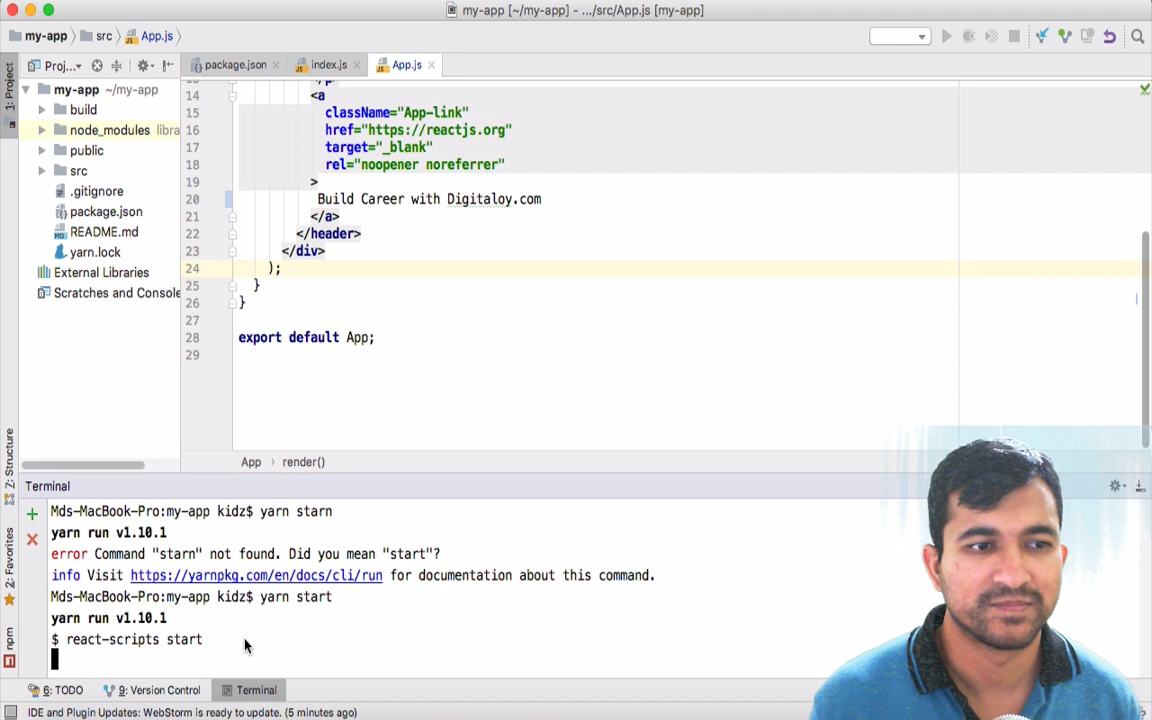 my-app [~/my-app] - .../src/App.js [my-app]
my-app src App.js
1: Project
Proj...
package.json
index.js
App.js
my-app ~/my-app
build
node_modules libra
public
src
.gitignore
package.json
README.md
yarn.lock
External Libraries
Scratches and Console
14 <a
15 className="App-link"
16 href="https://reactjs.org"
17 target="_blank"
18 rel="noopener noreferrer"
19 >
20 Build Career with Digitaloy.com
21 </a>
22 </header>
23 </div>
24 );
25 }
26 }
27
28 export default App;
29
App render()
Z: Structure
2: Favorites
npm
Terminal
Mds-MacBook-Pro:my-app kidz$ yarn starn
yarn run v1.10.1
error Command "starn" not found. Did you mean "start"?
info Visit https://yarnpkg.com/en/docs/cli/run for documentation about this command.
Mds-MacBook-Pro:my-app kidz$ yarn start
yarn run v1.10.1
$ react-scripts start
6: TODO 9: Version Control Terminal
IDE and Plugin Updates: WebStorm is ready to update. (5 minutes ago)